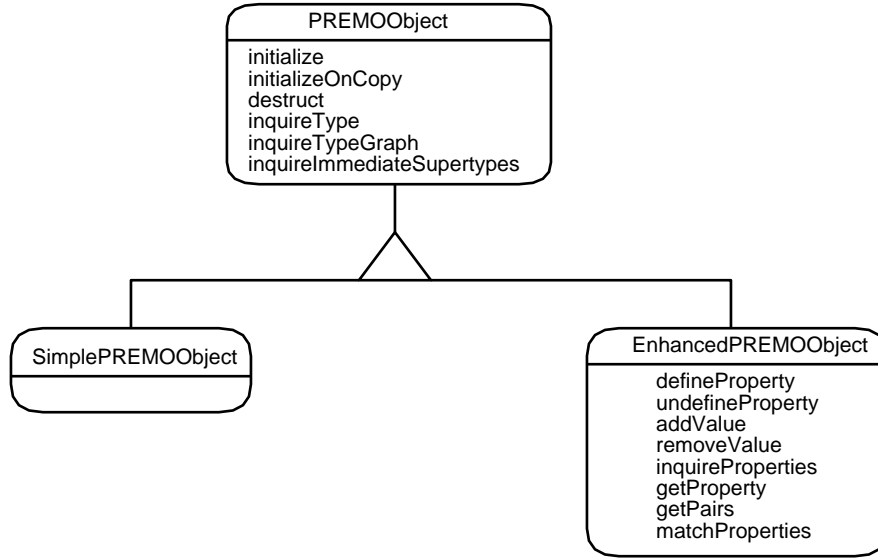 PREMOObject
initialize
initializeOnCopy
destruct
inquireType
inquireTypeGraph
inquireImmediateSupertypes
SimplePREMOObject
EnhancedPREMOObject
defineProperty
undefineProperty
addValue
removeValue
inquireProperties
getProperty
getPairs
matchProperties